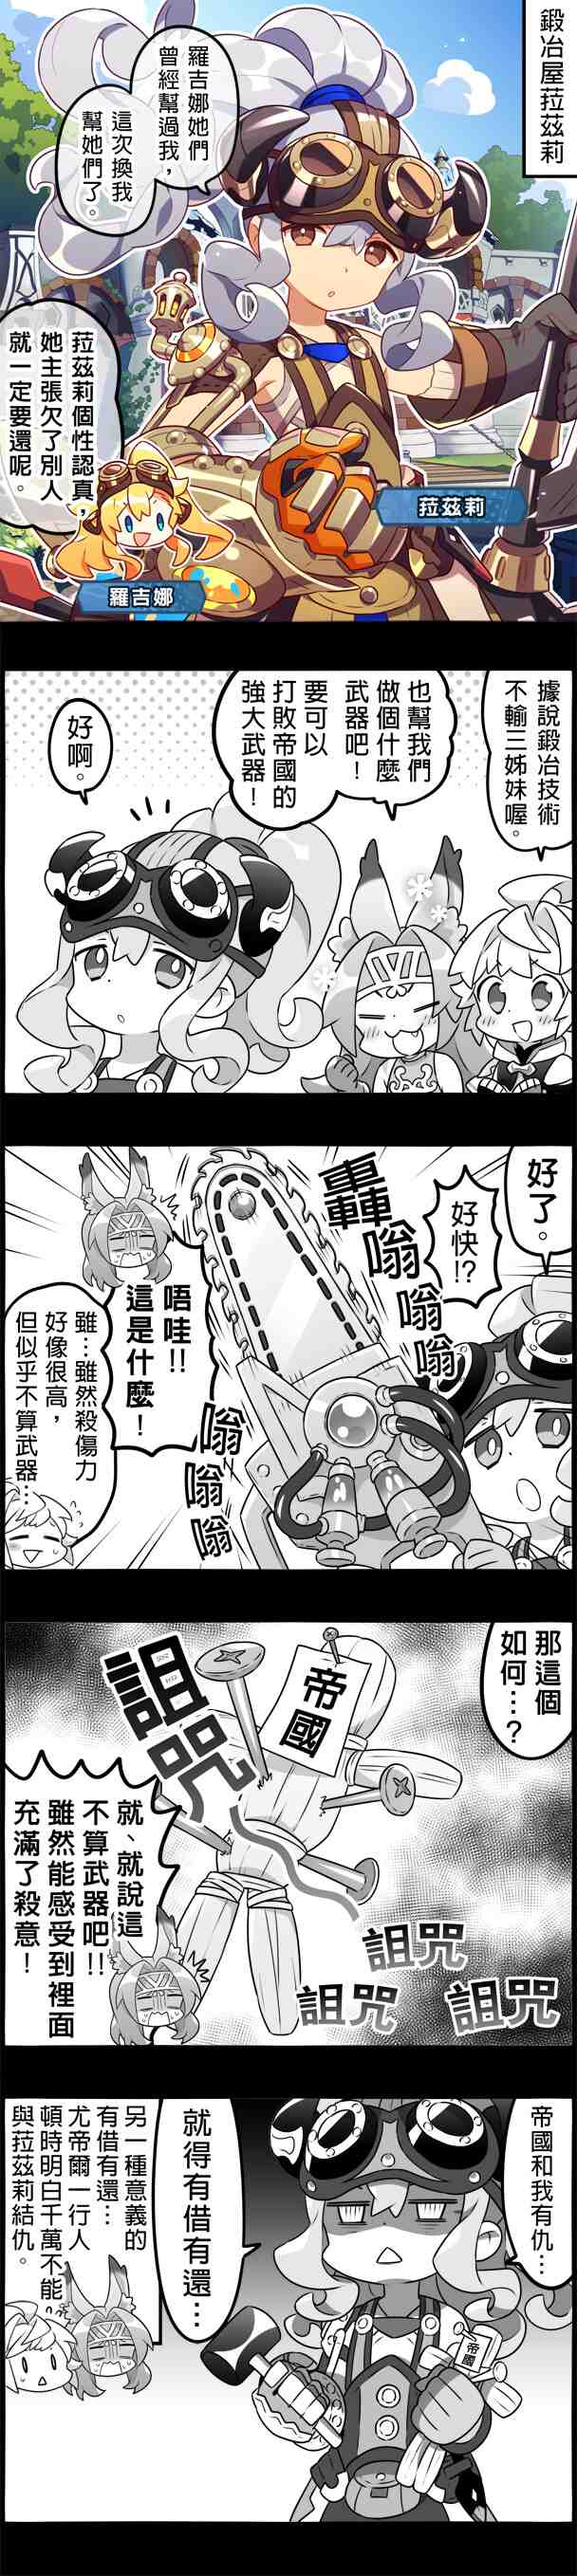 鍛冶屋菈茲莉
羅吉娜她們
曾經幫過我，
這次換我
幫她們了。
菈茲莉個性認真，
她主張欠了別人
就一定要還呢。
菈茲莉
羅吉娜
據說鍛冶技術
不輸三姊妹喔。
也幫我們
做個什麼
武器吧！
要可以
打敗帝國的
強大武器！
好啊。
好了。
好快!?
轟嗡嗡嗡
嗡嗡嗡
唔哇!!
這是什麼！
雖…雖然殺傷力
好像很高，
但似乎不算武器…
那這個
如何…？
帝國
詛咒
詛咒
詛咒
詛咒
就、就說這
不算武器吧!!
雖然能感受到裡面
充滿了殺意！
帝國和我有仇…
就得有借有還…
帝國
另一種意義的
有借有還…
尤帝爾一行人
頓時明白千萬不能
與菈茲莉結仇。